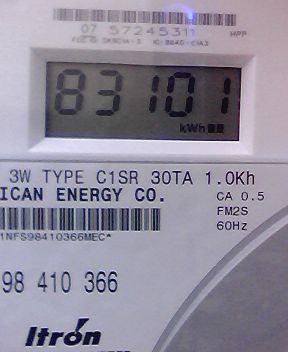 07 57245311
HPP
83101
kWh
3W TYPE C1SR 30TA 1.0Kh
ICAN ENERGY CO.
CA 0.5
FM2S
60Hz
1NFS98410366MEC*
98 410 366
Itron